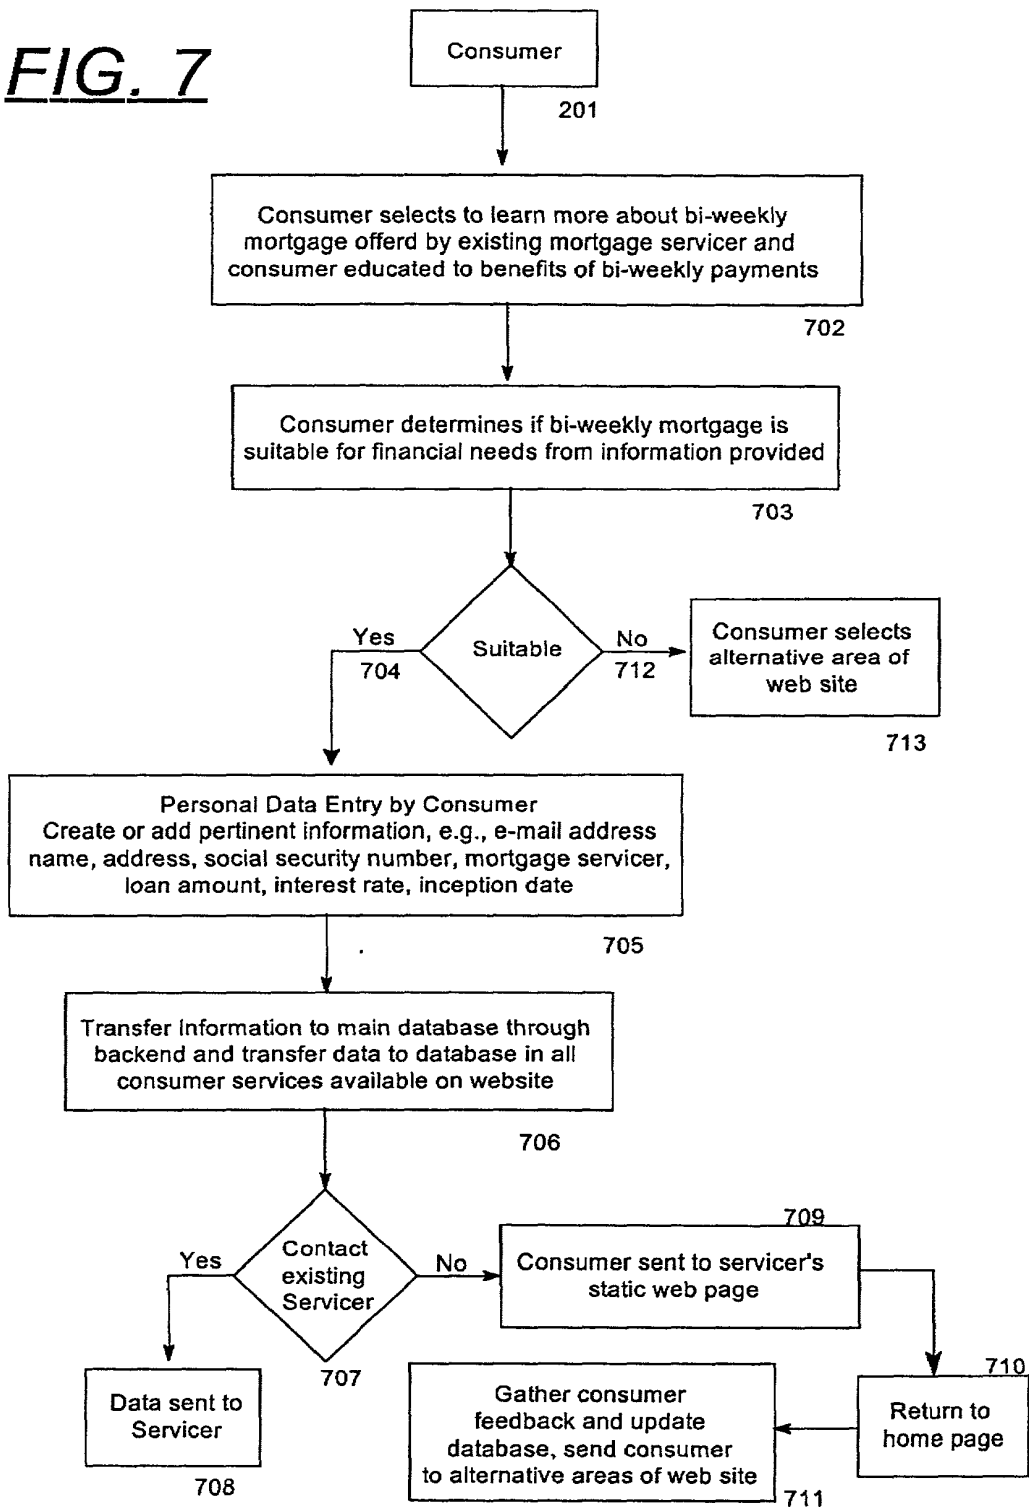 FIG. 7
Consumer
201
Consumer selects to learn more about bi-weekly
mortgage offerd by existing mortgage servicer and
consumer educated to benefits of bi-weekly payments
702
Consumer determines if bi-weekly mortgage is
suitable for financial needs from information provided
703
Suitable
Yes
704
No
712
Consumer selects
alternative area of
web site
713
Personal Data Entry by Consumer
Create or add pertinent information, e.g., e-mail address
name, address, social security number, mortgage servicer,
loan amount, interest rate, inception date
705
Transfer information to main database through
backend and transfer data to database in all
consumer services available on website
706
Contact
existing
Servicer
707
Yes
Data sent to
Servicer
708
No
709
Consumer sent to servicer's
static web page
710
Return to
home page
Gather consumer
feedback and update
database, send consumer
to alternative areas of web site
711